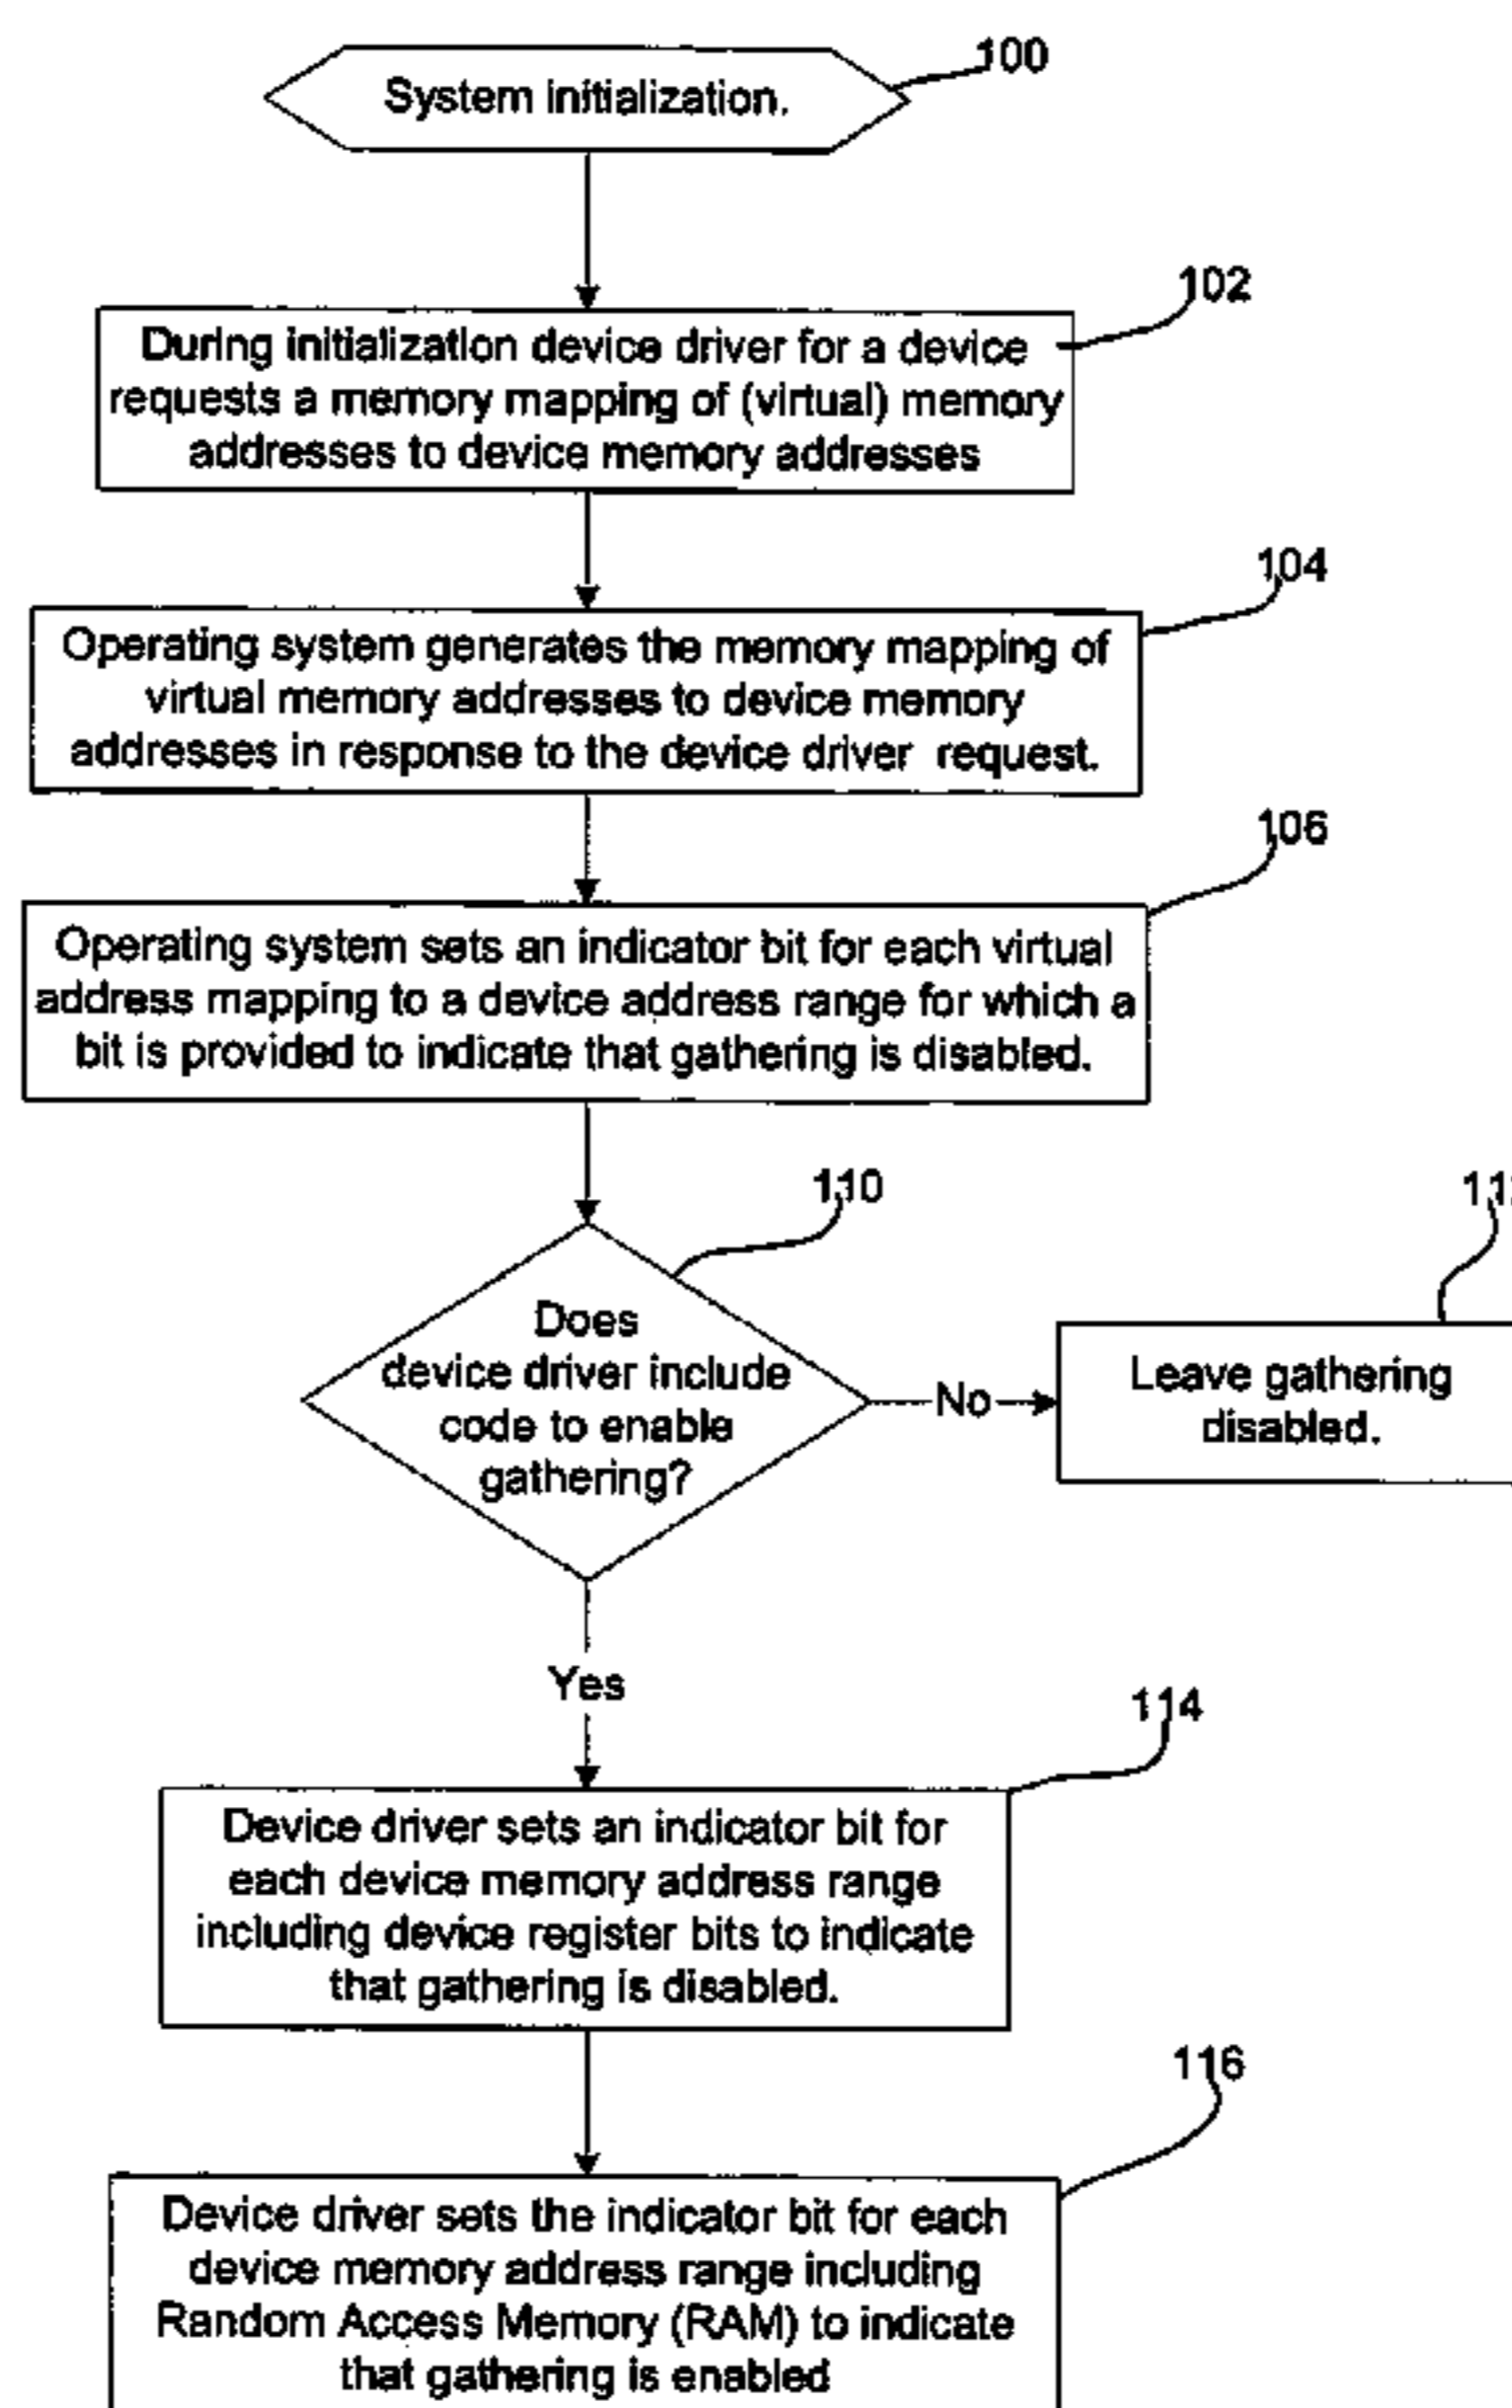 100
System initialization.
102
During initialization device driver for a device
requests a memory mapping of (virtual) memory
addresses to device memory addresses
104
Operating system generates the memory mapping of
virtual memory addresses to device memory
addresses in response to the device driver request.
106
Operating system sets an indicator bit for each virtual
address mapping to a device address range for which a
bit is provided to indicate that gathering is disabled.
110
Does
device driver include
code to enable
gathering?
No
Leave gathering
disabled.
Yes
114
Device driver sets an indicator bit for
each device memory address range
including device register bits to indicate
that gathering is disabled.
116
Device driver sets the indicator bit for each
device memory address range including
Random Access Memory (RAM) to indicate
that gathering is enabled